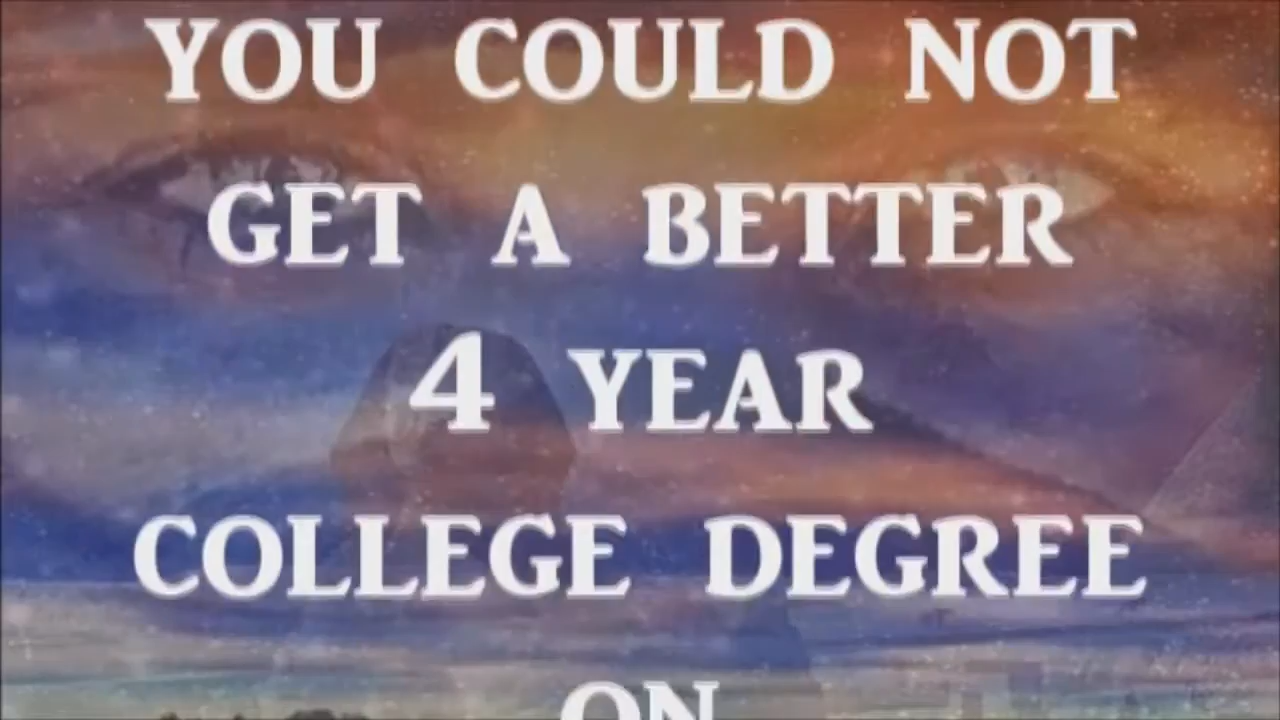 YOU COULD NOT
GET A BETTER
4 YEAR
COLLEGE DEGREE
ON